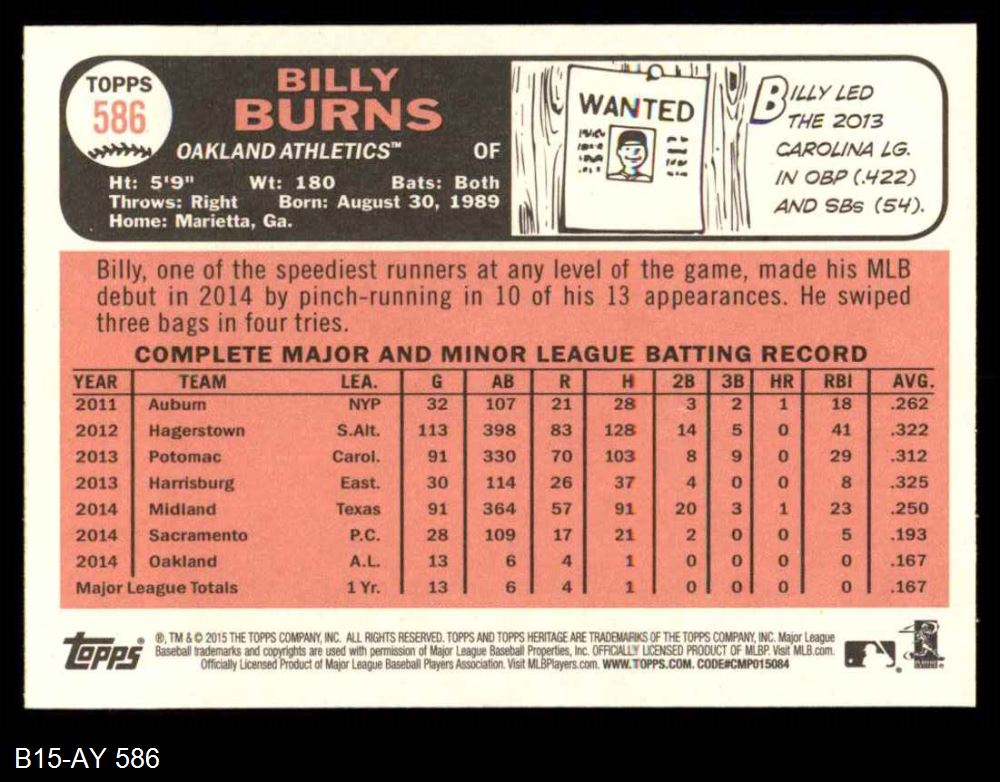 TOPPS
586
BILLY
BURNS
OAKLAND ATHLETICS™ OF
Ht: 5'9" Wt: 180 Bats: Both
Throws: Right Born: August 30, 1989
Home: Marietta, Ga.
WANTED
BILLY LED
THE 2013
CAROLINA LG.
IN OBP (.422)
AND SBs (54).
Billy, one of the speediest runners at any level of the game, made his MLB
debut in 2014 by pinch-running in 10 of his 13 appearances. He swiped
three bags in four tries.
COMPLETE MAJOR AND MINOR LEAGUE BATTING RECORD
YEAR TEAM LEA. G AB R H 2B 3B HR RBI AVG.
2011 Auburn NYP 32 107 21 28 3 2 1 18 .262
2012 Hagerstown S.Atl. 113 398 83 128 14 5 0 41 .322
2013 Potomac Carol. 91 330 70 103 8 9 0 29 .312
2013 Harrisburg East. 30 114 26 37 4 0 0 8 .325
2014 Midland Texas 91 364 57 91 20 3 1 23 .250
2014 Sacramento P.C. 28 109 17 21 2 0 0 5 .193
2014 Oakland A.L. 13 6 4 1 0 0 0 0 .167
Major League Totals 1 Yr. 13 6 4 1 0 0 0 0 .167
Topps®
®, TM & © 2015 THE TOPPS COMPANY, INC. ALL RIGHTS RESERVED. TOPPS AND TOPPS HERITAGE ARE TRADEMARKS OF THE TOPPS COMPANY, INC. Major League
Baseball trademarks and copyrights are used with permission of Major League Baseball Properties, Inc. OFFICIALLY LICENSED PRODUCT OF MLBP. Visit MLB.com.
Officially Licensed Product of Major League Baseball Players Association. Visit MLBPlayers.com. WWW.TOPPS.COM. CODE#CMP015084
B15-AY 586